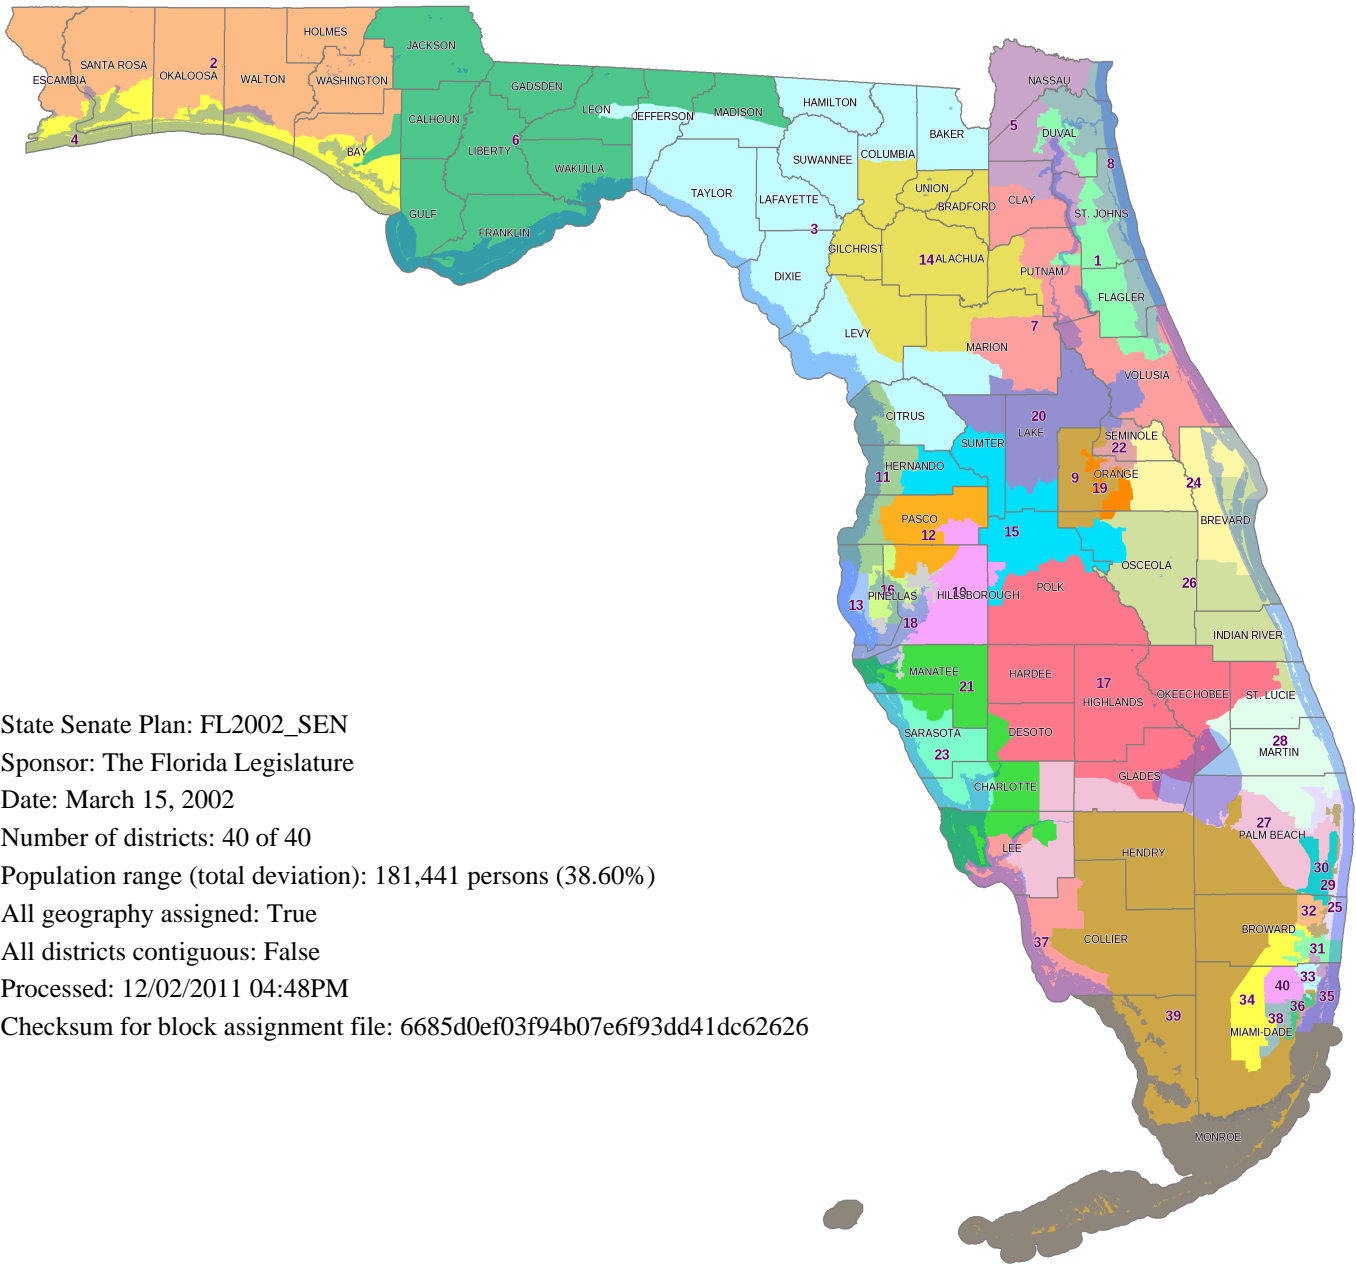 HOLMES
JACKSON
SANTA ROSA
2
ESCAMBIA
OKALOOSA
WALTON
WASHINGTON
NASSAU
GADSDEN
HAMILTON
LEON
JEFFERSON
MADISON
CALHOUN
5
DUVAL
BAKER
4
BAY
LIBERTY
6
SUWANNEE
COLUMBIA
8
WAKULLA
TAYLOR
LAFAYETTE
UNION
BRADFORD
CLAY
GULF
FRANKLIN
3
ST. JOHNS
GILCHRIST
14
ALACHUA
1
DIXIE
PUTNAM
FLAGLER
LEVY
7
MARION
VOLUSIA
CITRUS
20
LAKE
SUMTER
SEMINOLE
22
HERNANDO
11
9
ORANGE
19
24
PASCO
12
15
BREVARD
OSCEOLA
26
16
PINELLAS
10
HILLSBOROUGH
POLK
13
18
INDIAN RIVER
MANATEE
21
HARDEE
17
HIGHLANDS
OKEECHOBEE
ST. LUCIE
SARASOTA
23
DESOTO
28
MARTIN
GLADES
CHARLOTTE
27
PALM BEACH
LEE
HENDRY
30
29
32
25
BROWARD
31
37
COLLIER
33
40
34
36
35
38
39
MIAMI-DADE
MONROE
State Senate Plan: FL2002_SEN
Sponsor: The Florida Legislature
Date: March 15, 2002
Number of districts: 40 of 40
Population range (total deviation): 181,441 persons (38.60%)
All geography assigned: True
All districts contiguous: False
Processed: 12/02/2011 04:48PM
Checksum for block assignment file: 6685d0ef03f94b07e6f93dd41dc62626